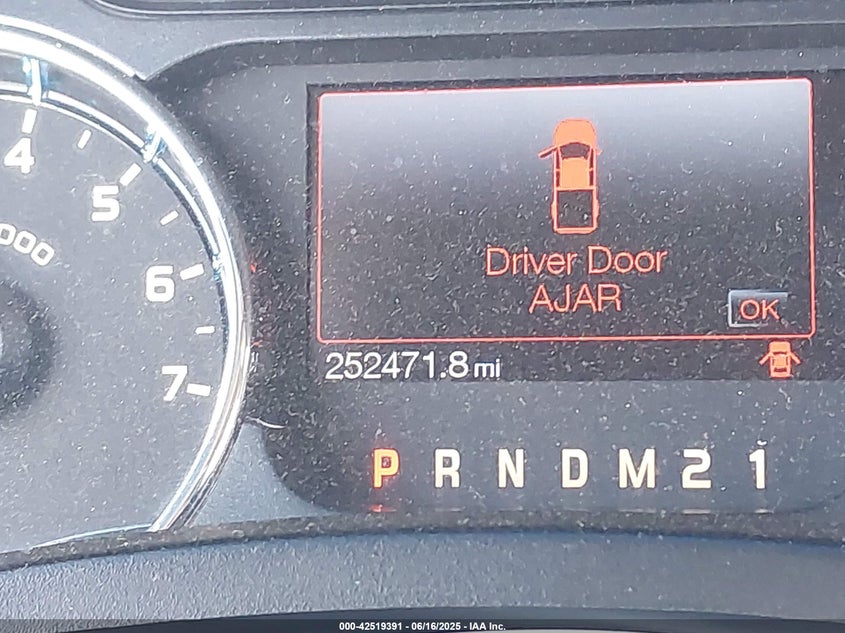 4
5
000
6
7
Driver Door
AJAR
OK
252471.8 mi
P R N D M 2 1
000-42519391 - 06/16/2025 - IAA Inc.